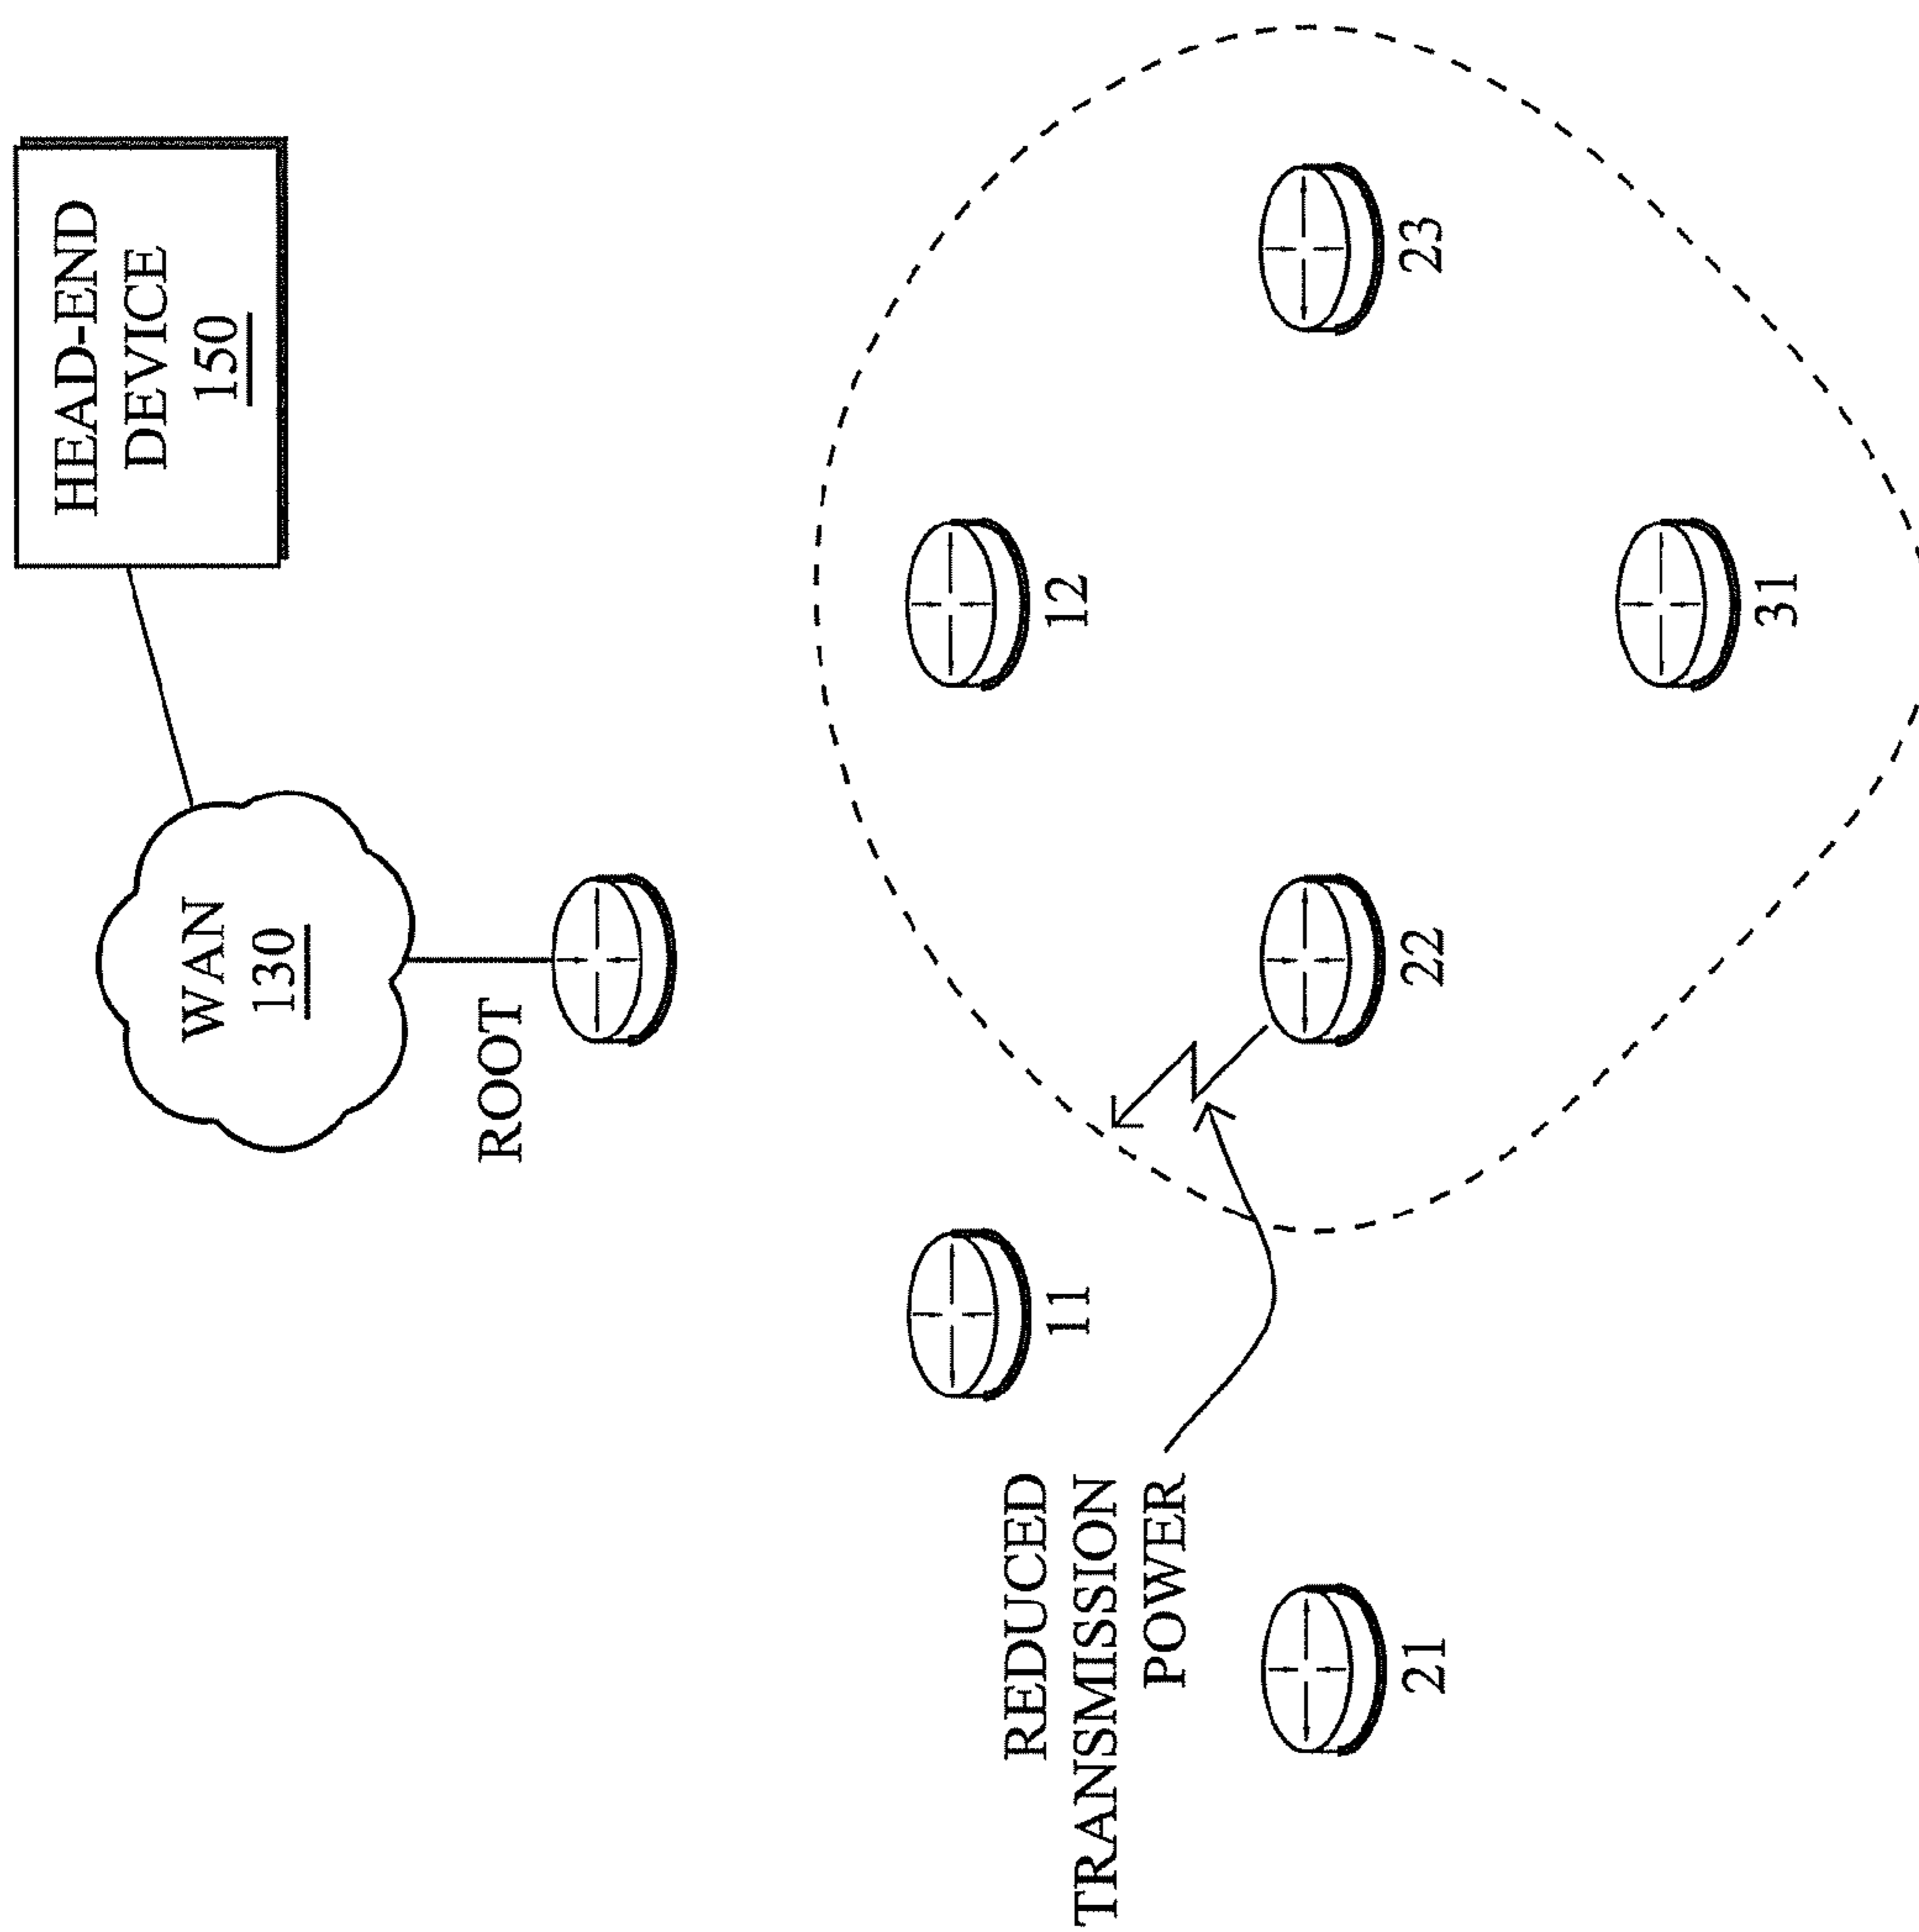 HEAD-END
DEVICE
150
WAN
130
ROOT
11
12
REDUCED
TRANSMISSION
POWER
21
22
23
31